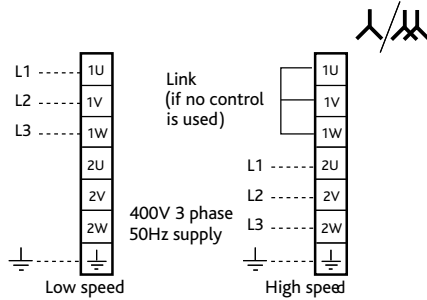 L1
L2
L3
1U
1V
1W
2U
2V
2W
Low speed
Link
(if no control
is used)
400V 3 phase
50Hz supply
1U
1V
1W
L1
2U
L2
2V
L3
2W
High speed